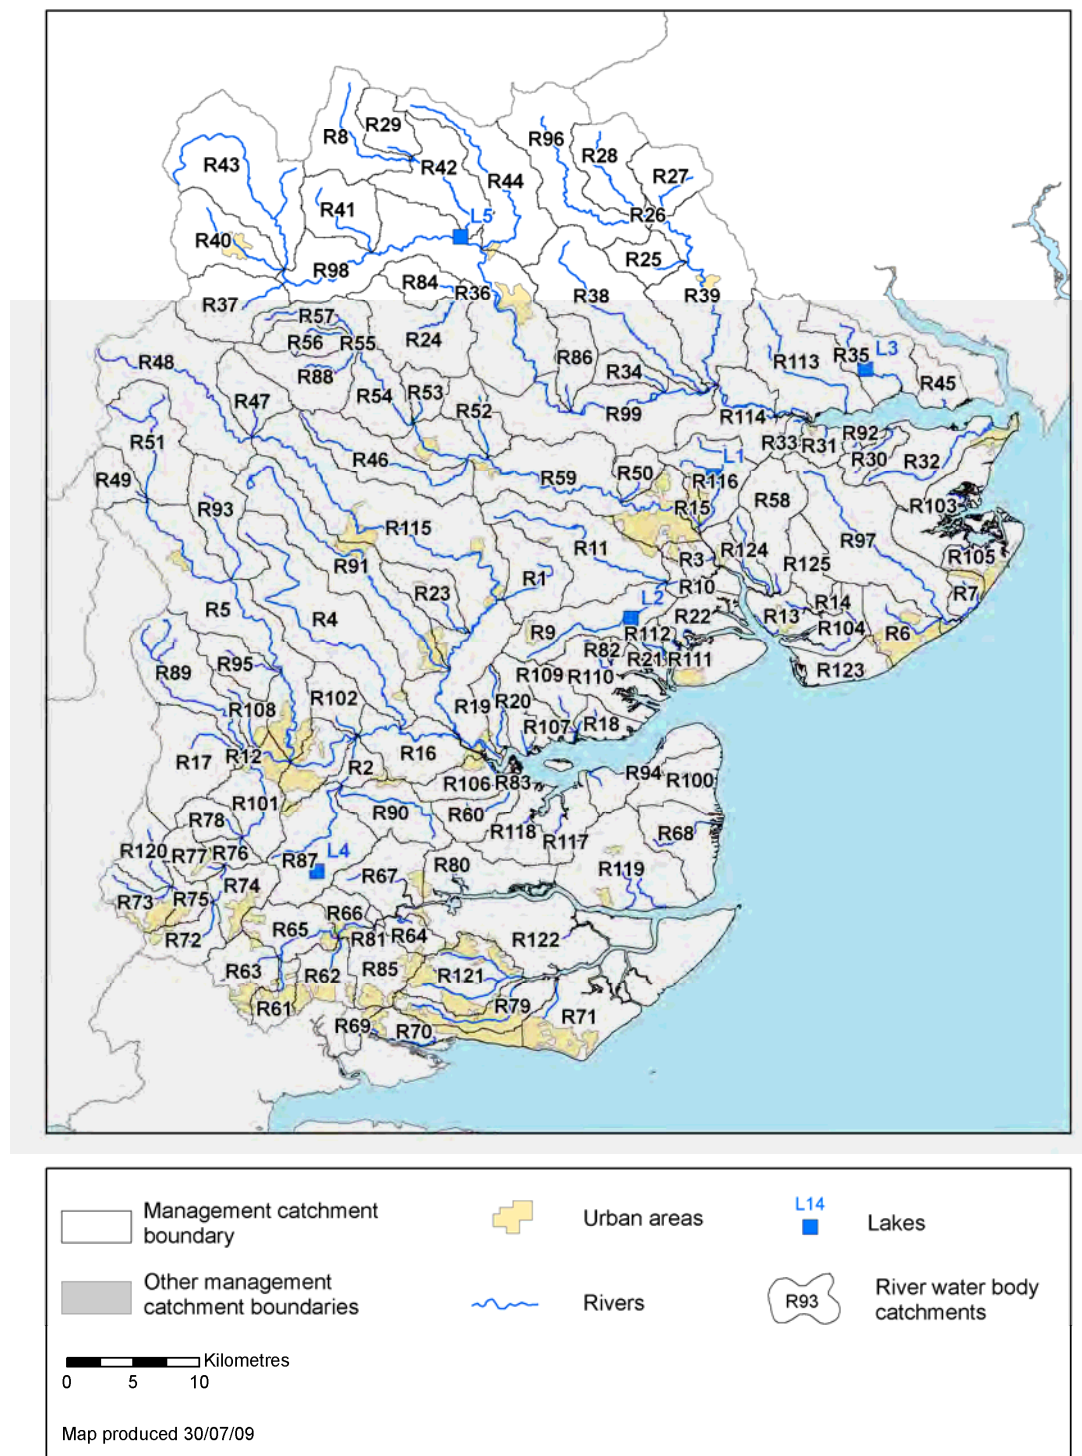 R29
R8
R96
R28
R43
R42
R44
R27
R41
L5
R26
R40
R98
R25
R84
R36
R38
R39
R37
R57
R56
R55
R24
R86
R113
R35
L3
R48
R88
R34
R45
R54
R53
R47
R52
R99
R114
R51
R33
R31
R92
R46
L1
R30
R32
R49
R59
R50
R116
R58
R93
R15
R103
R115
R11
R124
R97
R3
R105
R91
R125
R1
R10
R23
R7
R5
L2
R14
R4
R22
R13
R9
R112
R104
R6
R82
R21
R111
R95
R89
R109
R110
R123
R102
R19
R20
R108
R107
R18
R16
R12
R17
R2
R94
R100
R106
R83
R101
R90
R60
R78
R118
R117
R68
R120
R77
R76
L4
R87
R80
R119
R67
R74
R73
R75
R66
R65
R81
R64
R72
R122
R63
R62
R85
R121
R61
R79
R71
R69
R70
Management catchment
boundary
Urban areas
L14
Lakes
Other management
catchment boundaries
Rivers
R93
River water body
catchments
Kilometres
0 5 10
Map produced 30/07/09